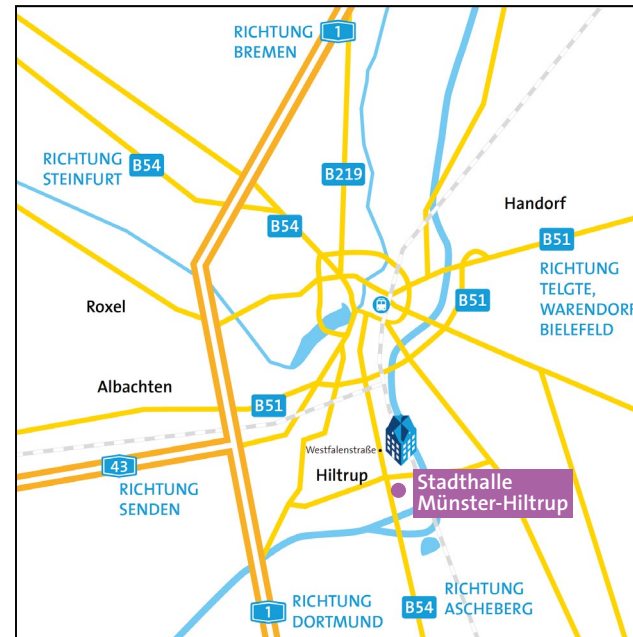 RICHTUNG
BREMEN
1
RICHTUNG
STEINFURT
B54
B219
B54
Handorf
B51
RICHTUNG
TELGTE,
WARENDORF
BIELEFELD
B51
Roxel
Albachten
B51
Westfalenstraße
Hiltrup
43
RICHTUNG
SENDEN
Stadthalle
Münster-Hiltrup
1
RICHTUNG
DORTMUND
B54
RICHTUNG
ASCHEBERG